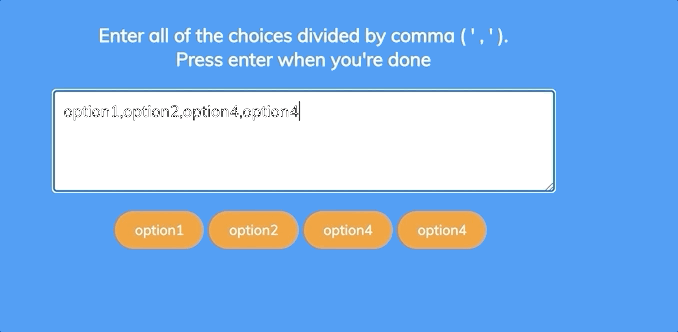 Enter all of the choices divided by comma ( ' , ' ).
Press enter when you're done
option1,option2,option4,option4
option1 option2 option4 option4